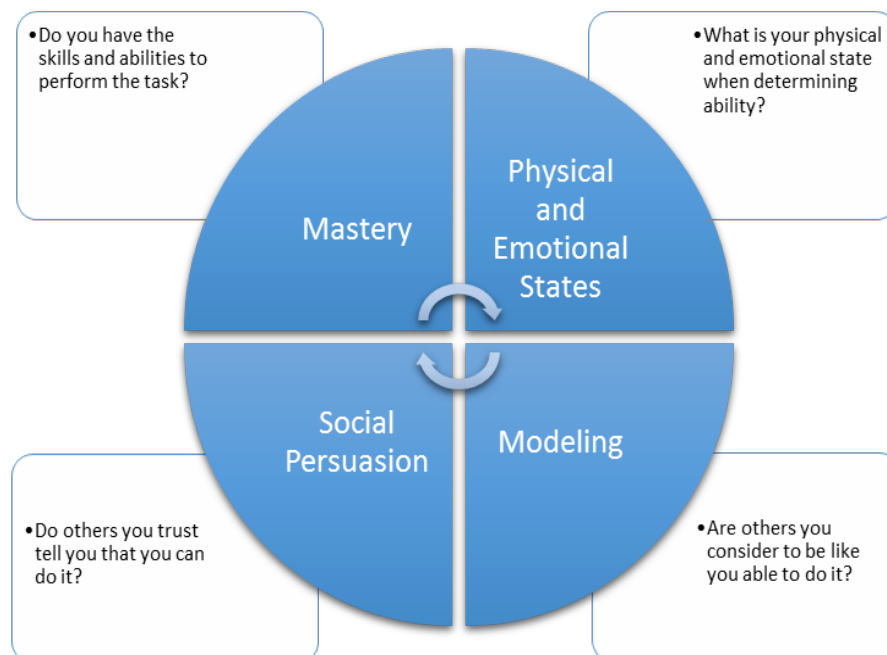 •Do you have the
skills and abilities to
perform the task?
•What is your physical
and emotional state
when determining
ability?
Mastery
Physical
and
Emotional
States
Social
Persuasion
Modeling
•Do others you trust
tell you that you can
do it?
•Are others you
consider to be like
you able to do it?